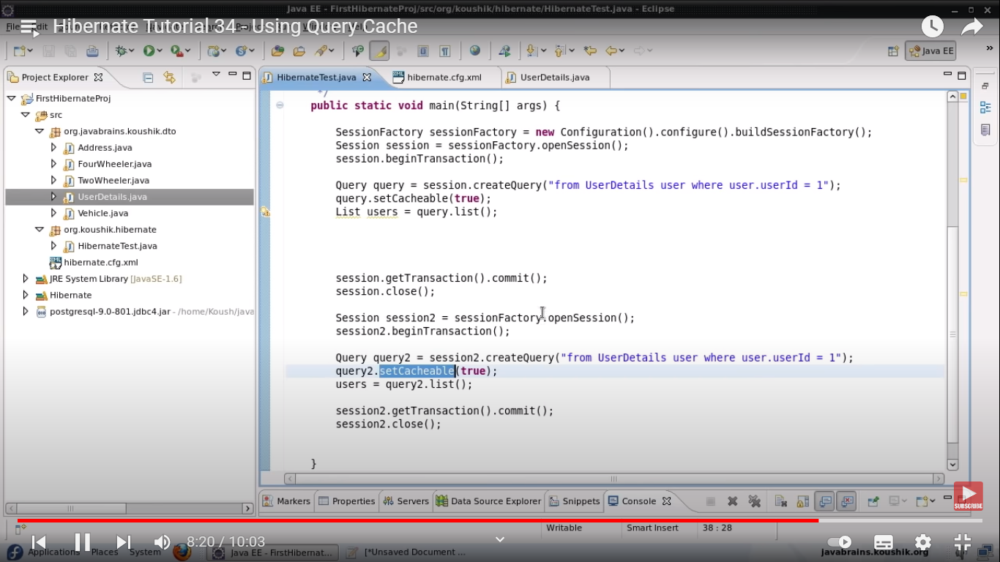 Java EE - FirstHibernateProj/src/org/koushik/hibernate/HibernateTest.java - Eclipse
Hibernate Tutorial 34 - Using Query Cache
Java EE
Project Explorer
HibernateTest.java
hibernate.cfg.xml
UserDetails.java
FirstHibernateProj
src
org.javabrains.koushik.dto
Address.java
FourWheeler.java
TwoWheeler.java
UserDetails.java
Vehicle.java
org.koushik.hibernate
HibernateTest.java
hibernate.cfg.xml
JRE System Library [JavaSE-1.6]
Hibernate
postgresql-9.0-801.jdbc4.jar - /home/Koush/java
*/
public static void main(String[] args) {
SessionFactory sessionFactory = new Configuration().configure().buildSessionFactory();
Session session = sessionFactory.openSession();
session.beginTransaction();
Query query = session.createQuery("from UserDetails user where user.userId = 1");
query.setCacheable(true);
List users = query.list();
session.getTransaction().commit();
session.close();
Session session2 = sessionFactory.openSession();
session2.beginTransaction();
Query query2 = session2.createQuery("from UserDetails user where user.userId = 1");
query2.setCacheable(true);
users = query2.list();
session2.getTransaction().commit();
session2.close();
}
Markers
Properties
Servers
Data Source Explorer
Snippets
Console
SUBSCRIBE
Writable
Smart Insert
38 : 28
8:20 / 10:03
Applications
Places
System
Java EE - FirstHibernat...
[*Unsaved Document ...
javabrains.koushik.org